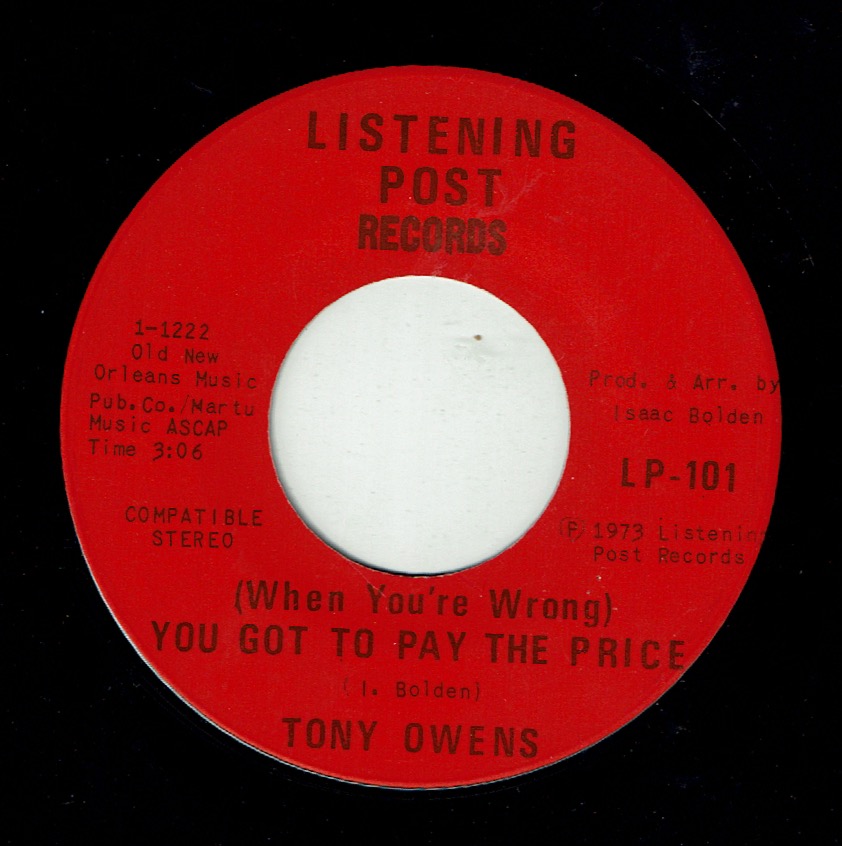 LISTENING
POST
RECORDS
1-1222
Old New
Orleans Music
Pub.Co./Martu
Music ASCAP
Time 3:06
COMPATIBLE
STEREO
Prod. & Arr. by
Isaac Bolden
LP-101
Ⓟ 1973 Listening
Post Records
(When You're Wrong)
YOU GOT TO PAY THE PRICE
(I. Bolden)
TONY OWENS